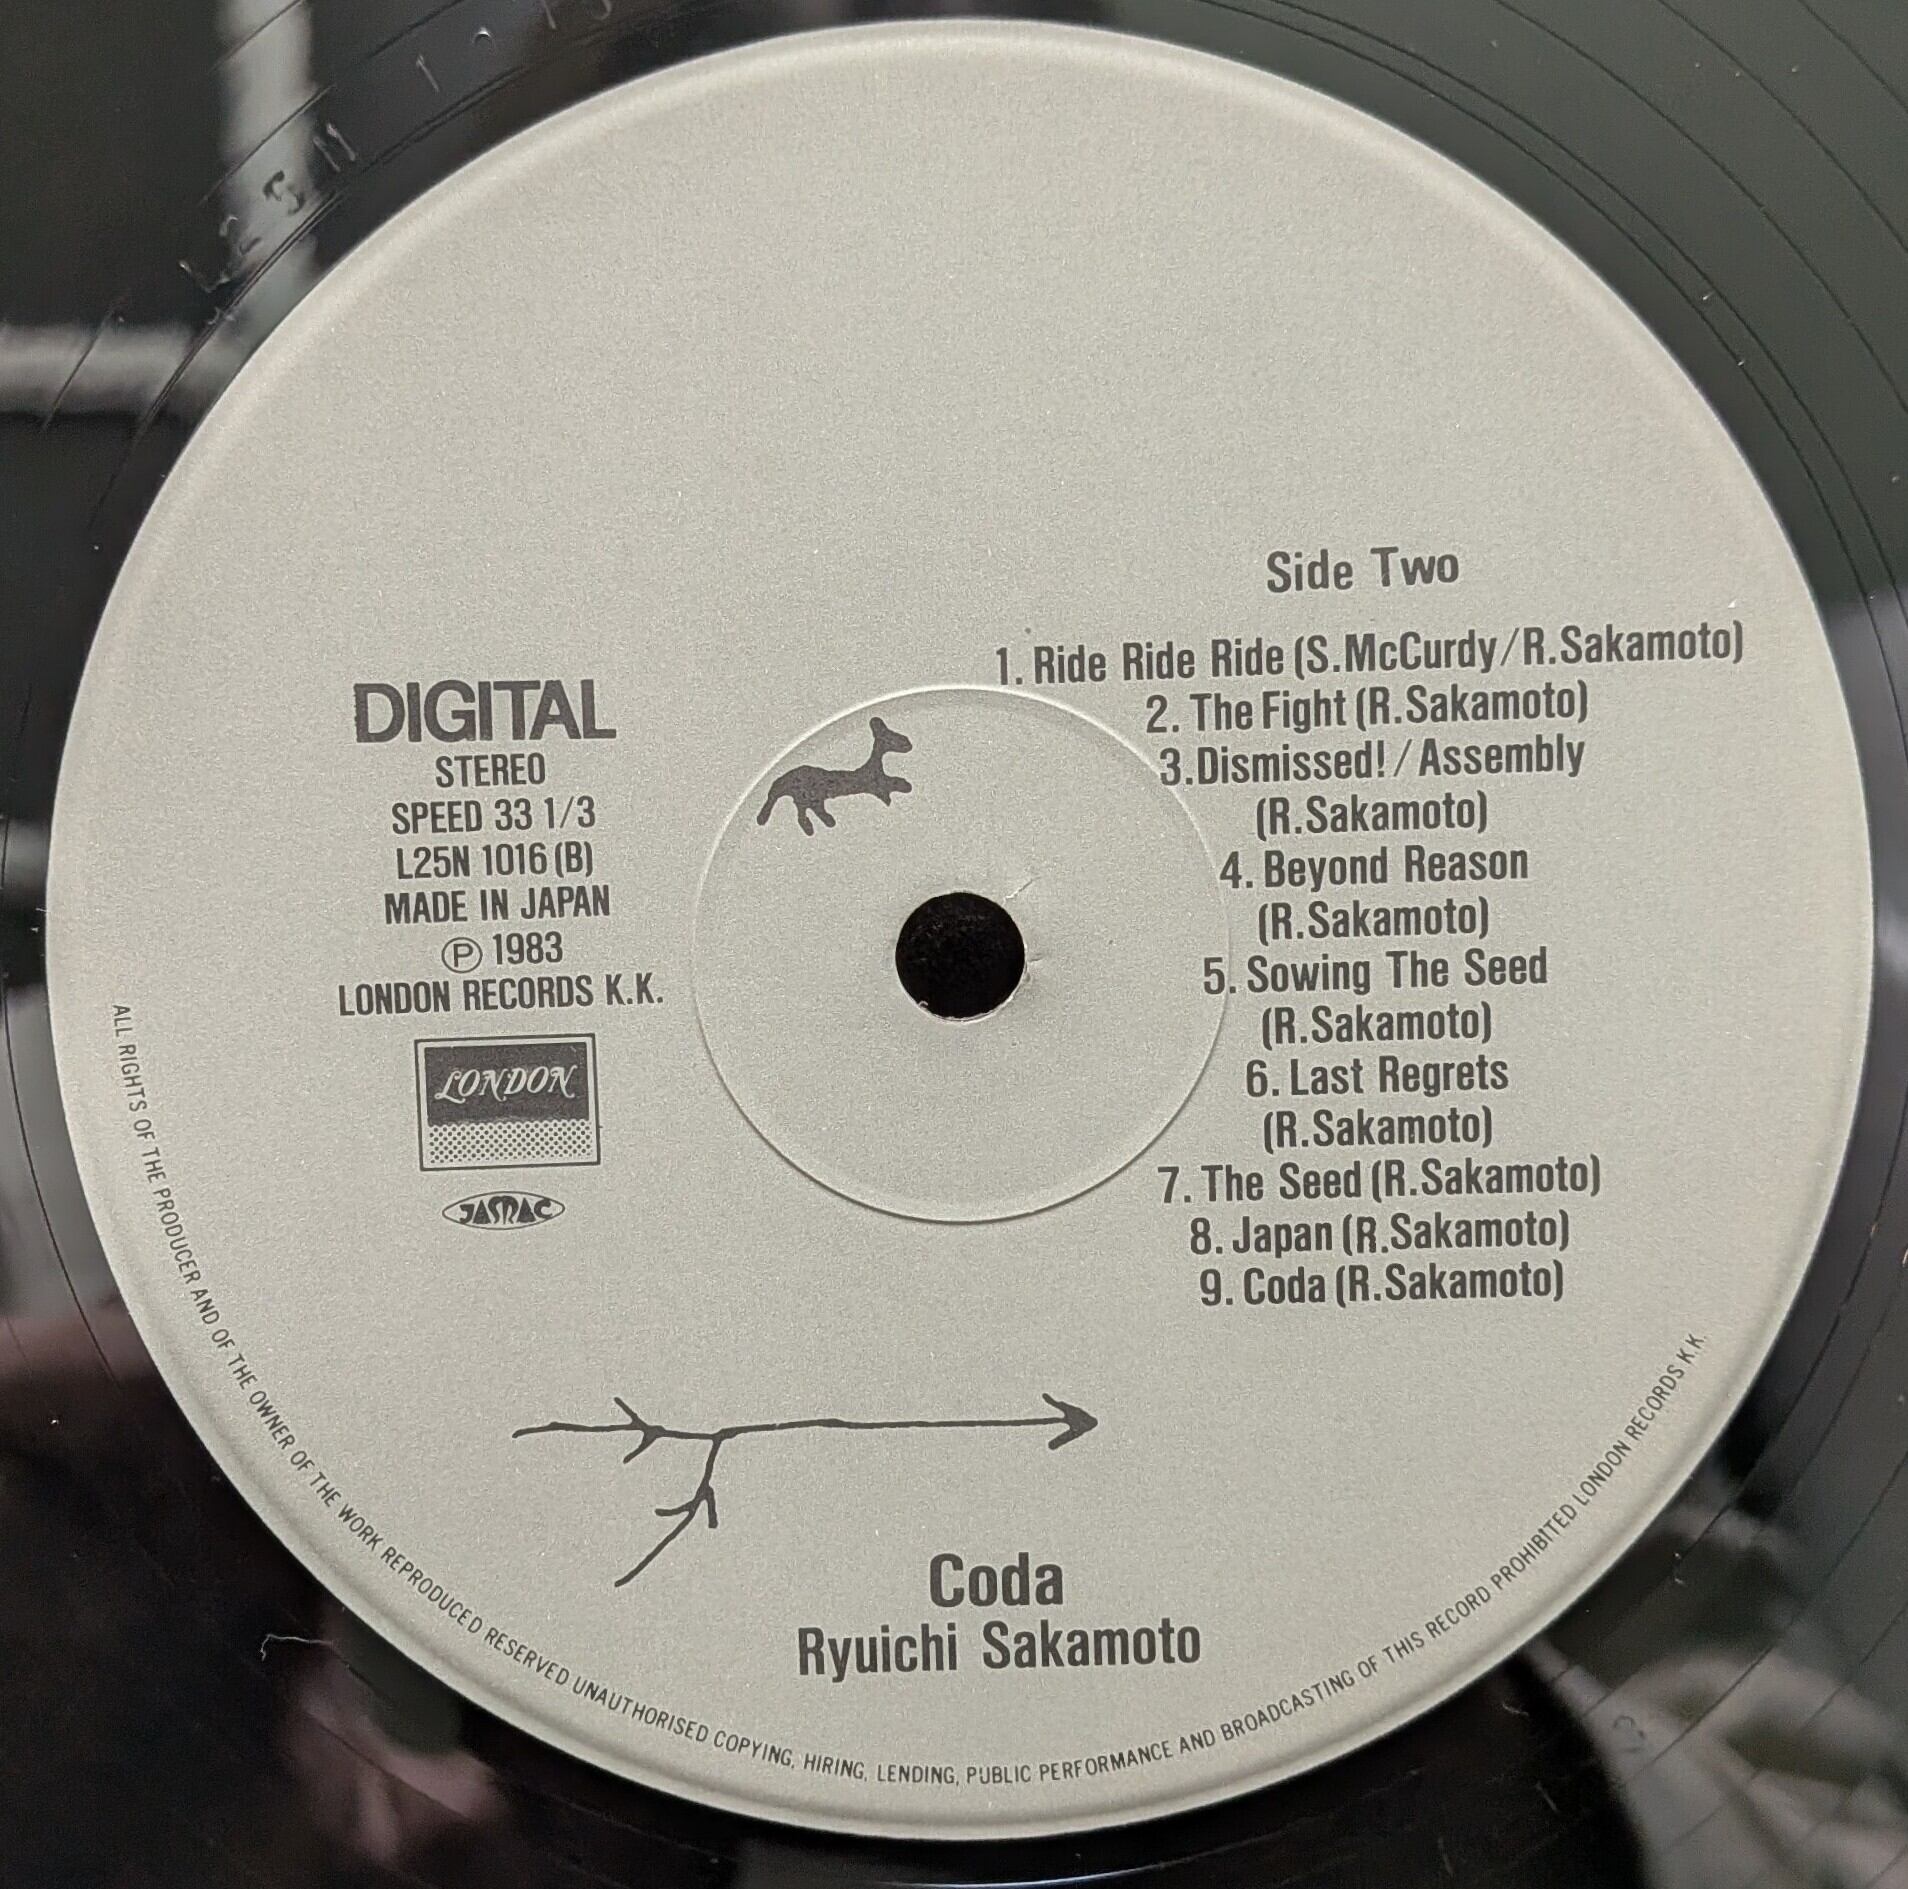 Side Two
1. Ride Ride Ride (S.McCurdy/R.Sakamoto)
2. The Fight (R.Sakamoto)
3.Dismissed!/Assembly
(R.Sakamoto)
4. Beyond Reason
(R.Sakamoto)
5. Sowing The Seed
(R.Sakamoto)
6. Last Regrets
(R.Sakamoto)
7. The Seed (R.Sakamoto)
8. Japan (R.Sakamoto)
9. Coda (R.Sakamoto)
DIGITAL
STEREO
SPEED 33 1/3
L25N 1016 (B)
MADE IN JAPAN
Ⓟ 1983
LONDON RECORDS K.K.
LONDON
JASRAC
Coda
Ryuichi Sakamoto
ALL RIGHTS OF THE PRODUCER AND OF THE OWNER OF THE WORK REPRODUCED RESERVED UNAUTHORISED COPYING, HIRING, LENDING, PUBLIC PERFORMANCE AND BROADCASTING OF THIS RECORD PROHIBITED LONDON RECORDS K.K.